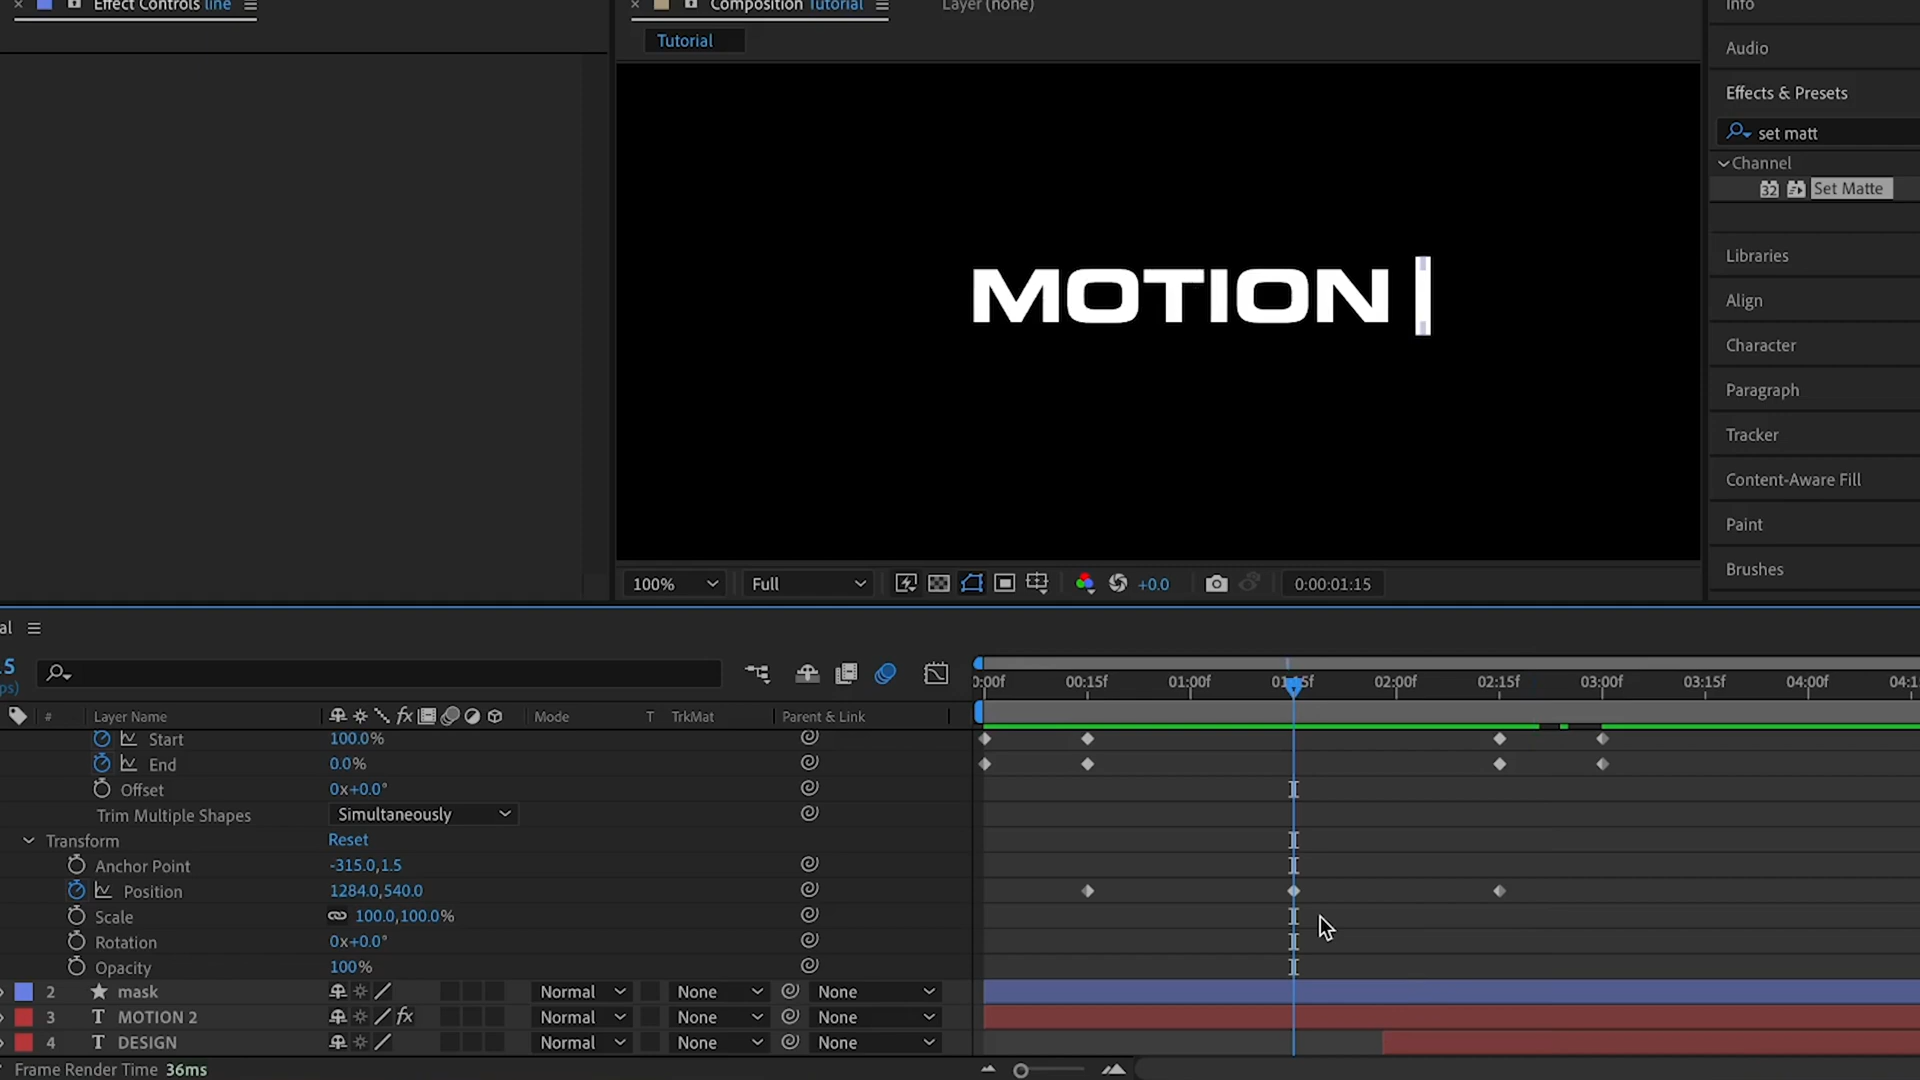 Effect Controls line
Composition Tutorial
Layer (none)
Info
Tutorial
Audio
Effects & Presets
set matt
Channel
32
Set Matte
MOTION
Libraries
Align
Character
Paragraph
Tracker
Content-Aware Fill
Paint
Brushes
100%
Full
+0.0
0:00:01:15
al
5
ps)
0:00f
00:15f
01:00f
01:15f
02:00f
02:15f
03:00f
03:15f
04:00f
04:1
#
Layer Name
fx
Mode
T
TrkMat
Parent & Link
Start
100.0%
End
0.0%
Offset
0x+0.0°
Trim Multiple Shapes
Simultaneously
Transform
Reset
Anchor Point
-315.0,1.5
Position
1284.0,540.0
Scale
100.0,100.0%
Rotation
0x+0.0°
Opacity
100%
2 mask Normal None None
3 T MOTION 2 fx Normal None None
4 T DESIGN Normal None None
Frame Render Time 36ms